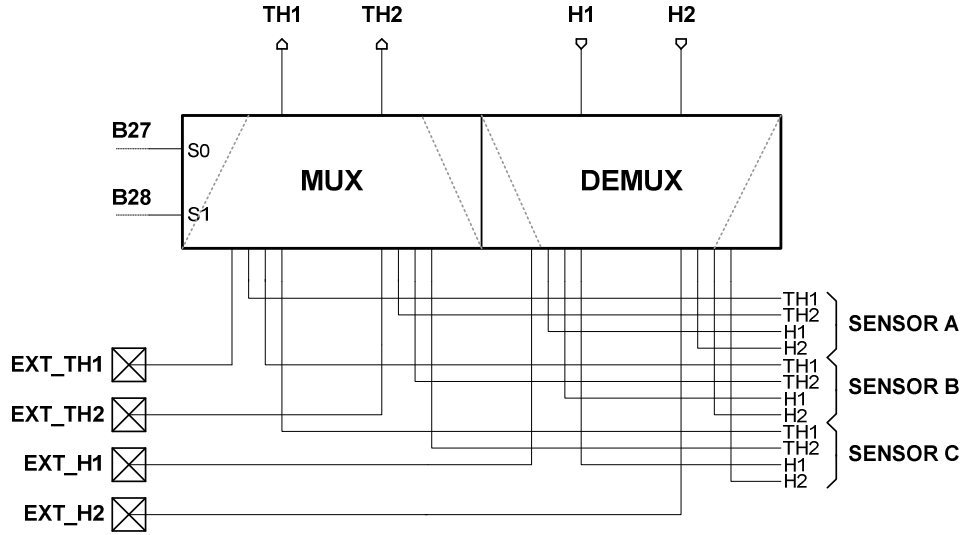 TH1 TH2 H1 H2
B27 S0
MUX DEMUX
B28 S1
TH1
TH2
H1
H2
SENSOR A
EXT_TH1
TH1
TH2
H1
H2
SENSOR B
EXT_TH2
TH1
TH2
H1
H2
SENSOR C
EXT_H1
EXT_H2